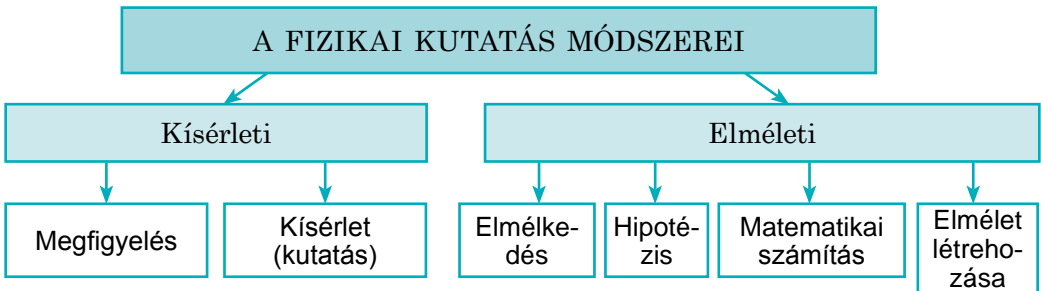 A FIZIKAI KUTATÁS MÓDSZEREI
Kísérleti
Elméleti
Megfigyelés
Kísérlet
(kutatás)
Elmélke-
dés
Hipoté-
zis
Matematikai
számítás
Elmélet
létreho-
zása